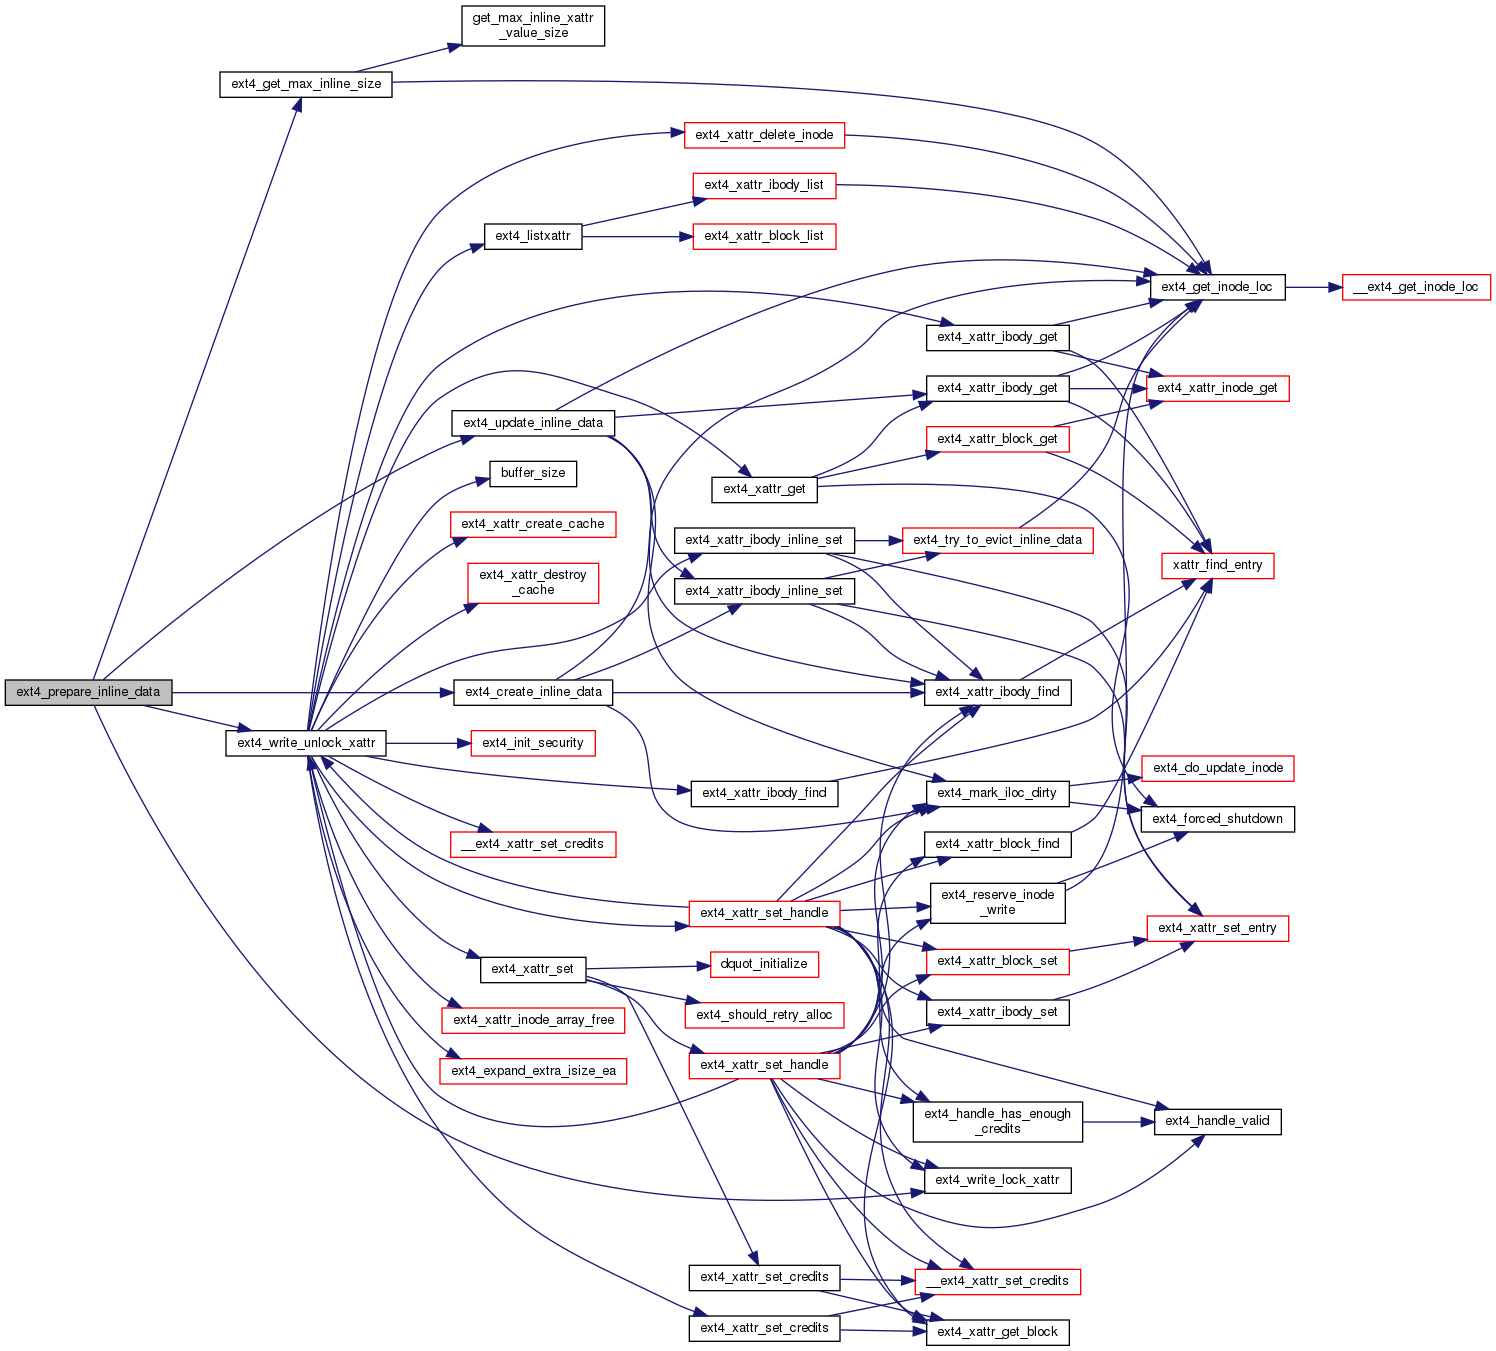 get_max_inline_xattr
_value_size
ext4_get_max_inline_size
ext4_xattr_delete_inode
ext4_xattr_ibody_list
ext4_listxattr
ext4_xattr_block_list
ext4_get_inode_loc
__ext4_get_inode_loc
ext4_xattr_ibody_get
ext4_xattr_ibody_get
ext4_xattr_inode_get
ext4_update_inline_data
ext4_xattr_block_get
buffer_size
ext4_xattr_get
ext4_xattr_create_cache
ext4_xattr_ibody_inline_set
ext4_try_to_evict_inline_data
xattr_find_entry
ext4_xattr_destroy
_cache
ext4_xattr_ibody_inline_set
ext4_prepare_inline_data
ext4_create_inline_data
ext4_xattr_ibody_find
ext4_write_unlock_xattr
ext4_init_security
ext4_do_update_inode
ext4_xattr_ibody_find
ext4_mark_iloc_dirty
ext4_forced_shutdown
__ext4_xattr_set_credits
ext4_xattr_block_find
ext4_reserve_inode
_write
ext4_xattr_set_handle
ext4_xattr_set_entry
ext4_xattr_set
dquot_initialize
ext4_xattr_block_set
ext4_xattr_inode_array_free
ext4_should_retry_alloc
ext4_xattr_ibody_set
ext4_expand_extra_isize_ea
ext4_xattr_set_handle
ext4_handle_has_enough
_credits
ext4_handle_valid
ext4_write_lock_xattr
ext4_xattr_set_credits
__ext4_xattr_set_credits
ext4_xattr_set_credits
ext4_xattr_get_block